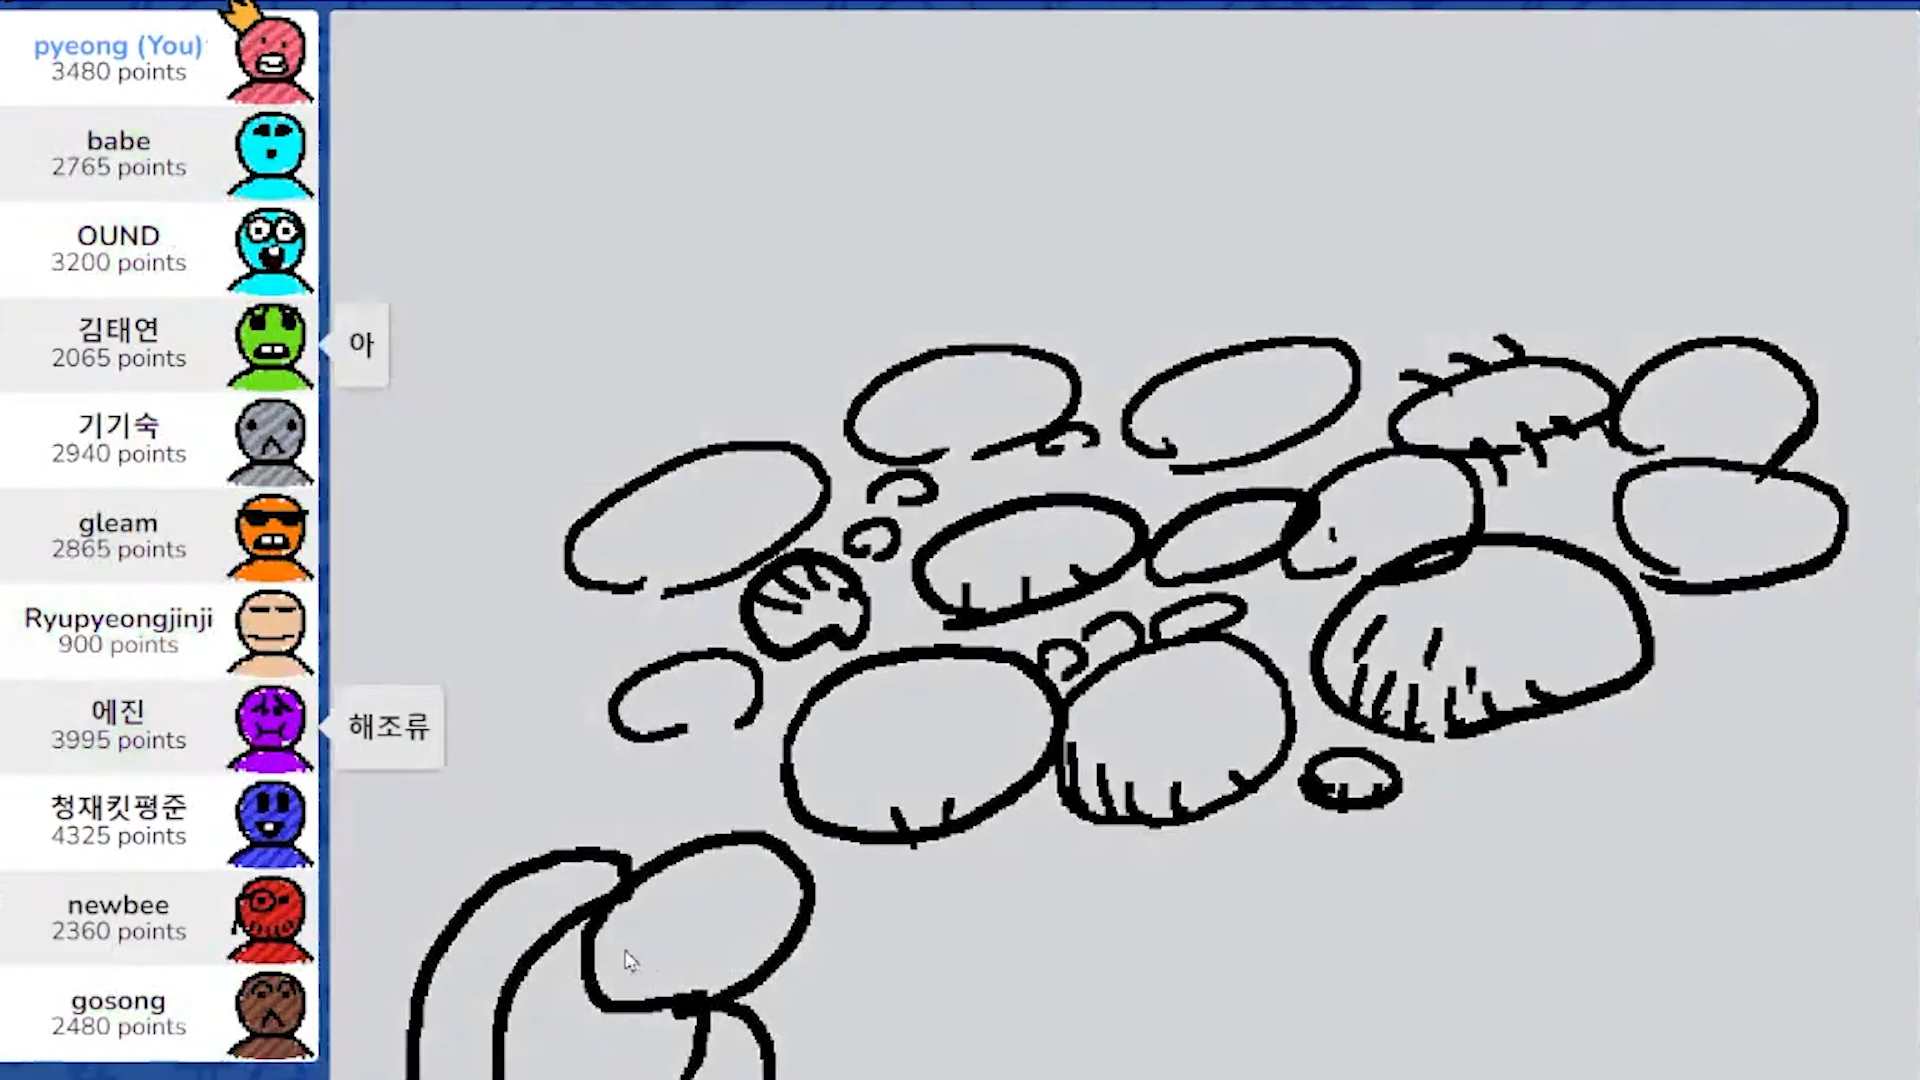 pyeong (You)
3480 points
babe
2765 points
OUND
3200 points
김태연
2065 points
아
기기숙
2940 points
gleam
2865 points
Ryupyeongjinji
900 points
에진
3995 points
해조류
청재킷평준
4325 points
newbee
2360 points
gosong
2480 points